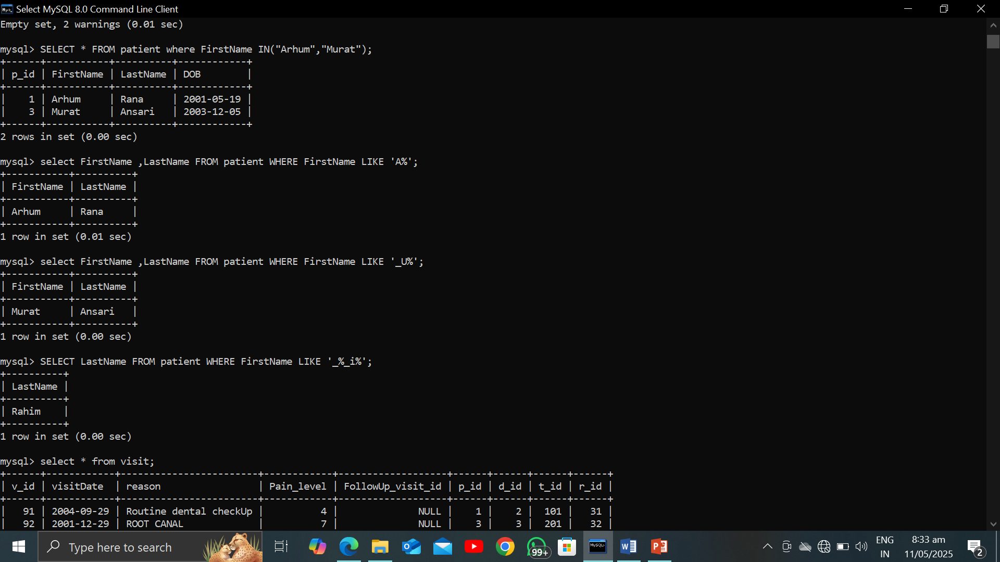 Select MySQL 8.0 Command Line Client
Empty set, 2 warnings (0.01 sec)
mysql> SELECT * FROM patient where FirstName IN("Arhum","Murat");
+------+-----------+----------+------------+
| p_id | FirstName | LastName | DOB        |
+------+-----------+----------+------------+
|    1 | Arhum     | Rana     | 2001-05-19 |
|    3 | Murat     | Ansari   | 2003-12-05 |
+------+-----------+----------+------------+
2 rows in set (0.00 sec)
mysql> select FirstName ,LastName FROM patient WHERE FirstName LIKE 'A%';
+-----------+----------+
| FirstName | LastName |
+-----------+----------+
| Arhum     | Rana     |
+-----------+----------+
1 row in set (0.01 sec)
mysql> select FirstName ,LastName FROM patient WHERE FirstName LIKE '_U%';
+-----------+----------+
| FirstName | LastName |
+-----------+----------+
| Murat     | Ansari   |
+-----------+----------+
1 row in set (0.00 sec)
mysql> SELECT LastName FROM patient WHERE FirstName LIKE '_%_i%';
+----------+
| LastName |
+----------+
| Rahim    |
+----------+
1 row in set (0.00 sec)
mysql> select * from visit;
+------+------------+------------------------+------------+-------------------+------+------+------+------+
| v_id | visitDate  | reason                 | Pain_level | FollowUp_visit_id | p_id | d_id | t_id | r_id |
+------+------------+------------------------+------------+-------------------+------+------+------+------+
|   91 | 2004-09-29 | Routine dental checkUp |          4 |              NULL |    1 |    2 |  101 |   31 |
|   92 | 2001-12-29 | ROOT CANAL             |          7 |              NULL |    3 |    3 |  201 |   32 |
Type here to search
99+
MySQL
ENG
IN
8:33 am
11/05/2025
2